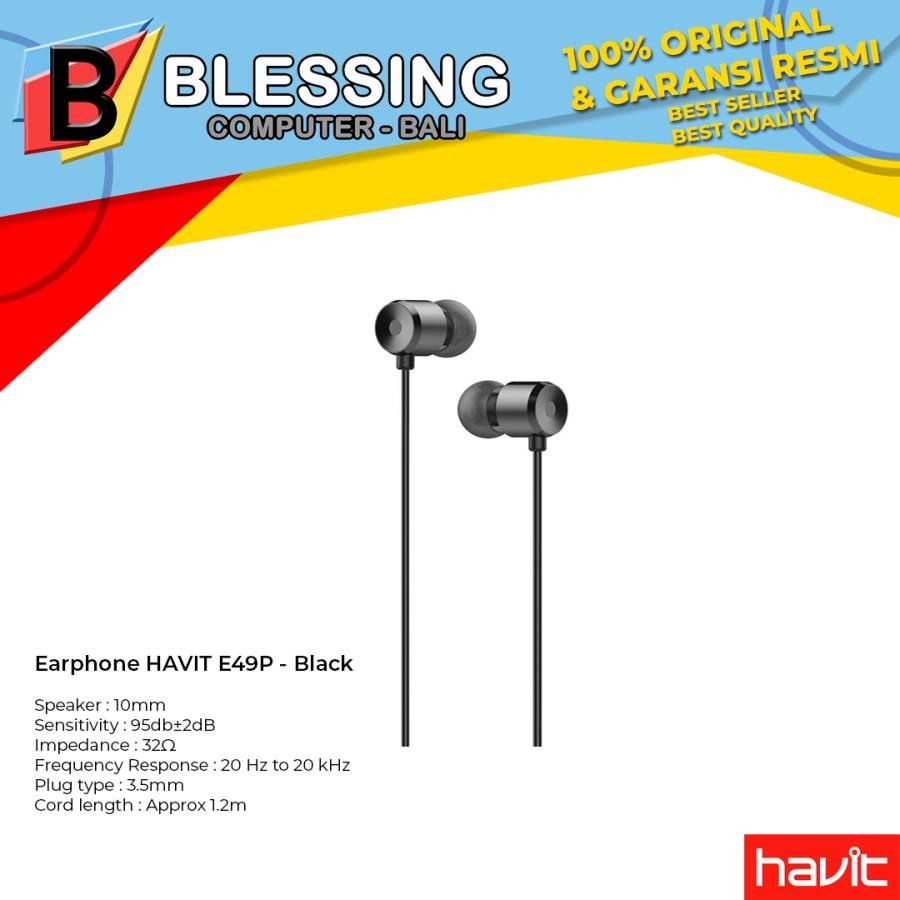 B
BLESSING
COMPUTER - BALI
100% ORIGINAL
& GARANSI RESMI
BEST SELLER
BEST QUALITY
Earphone HAVIT E49P - Black
Speaker : 10mm
Sensitivity : 95db±2dB
Impedance : 32Ω
Frequency Response : 20 Hz to 20 kHz
Plug type : 3.5mm
Cord length : Approx 1.2m
havit